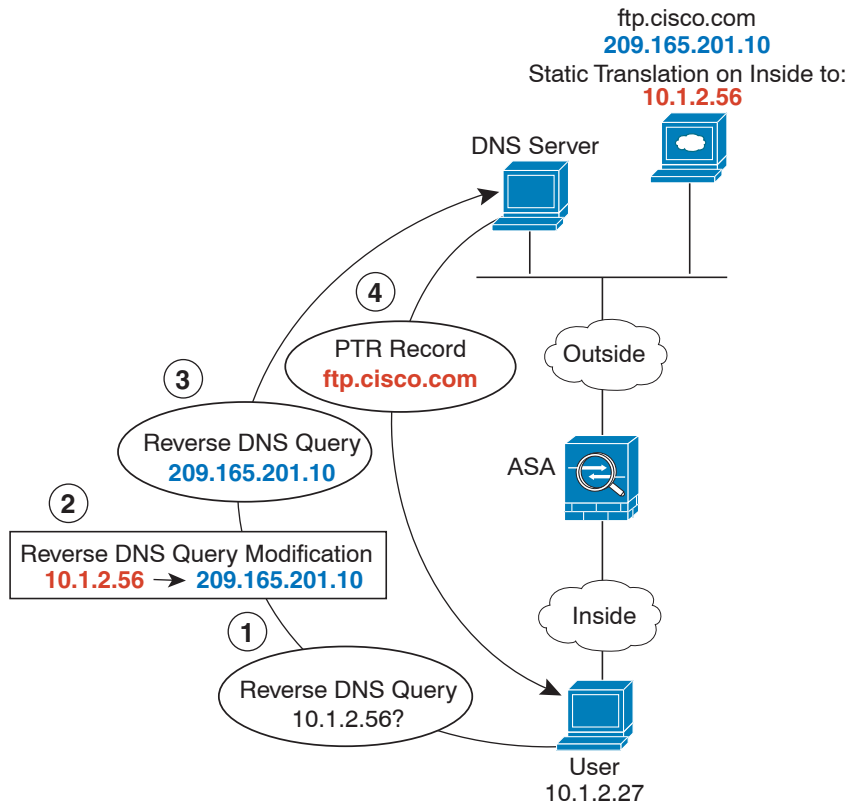 ftp.cisco.com
209.165.201.10
Static Translation on Inside to:
10.1.2.56
DNS Server
4
PTR Record
ftp.cisco.com
Outside
3
Reverse DNS Query
209.165.201.10
ASA
2
Reverse DNS Query Modification
10.1.2.56 → 209.165.201.10
Inside
1
Reverse DNS Query
10.1.2.56?
User
10.1.2.27